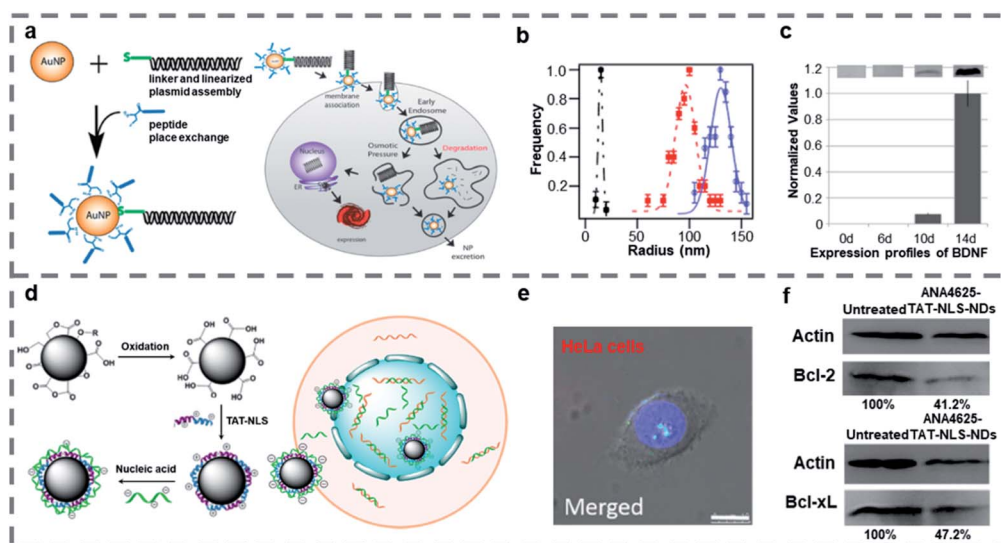 a
AuNP
+
S
linker and linearized
plasmid assembly
peptide
place exchange
AuNP
S
membrane
association
Early
Endosome
Osmotic
Pressure
Degradation
Nucleus
ER
expression
NP
excretion
b
Frequency
1.0
0.8
0.6
0.4
0.2
0 50 100 150
Radius (nm)
c
Normalized Values
1.2
1.2
1.0
0.8
0.6
0.4
0.2
0
0d 6d 10d 14d
Expression profiles of BDNF
d
Oxidation
TAT-NLS
Nucleic acid
e
HeLa cells
Merged
f
ANA4625-
Untreated TAT-NLS-NDs
Actin
Bcl-2
100% 41.2%
ANA4625-
Untreated TAT-NLS-NDs
Actin
Bcl-xL
100% 47.2%